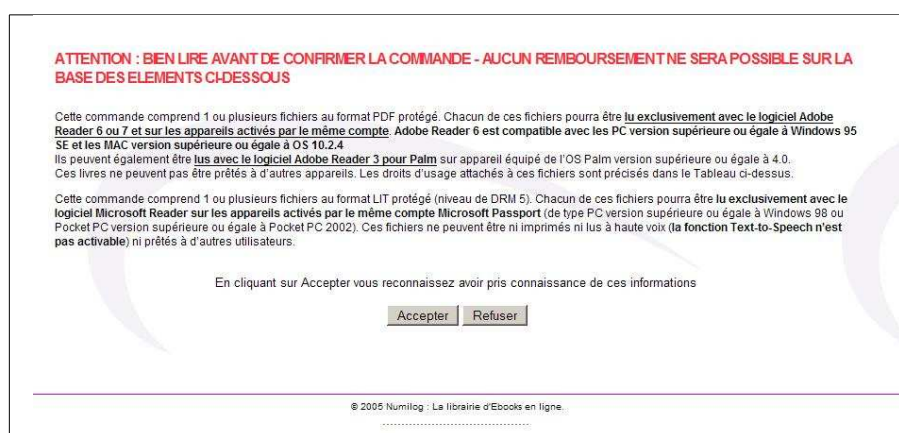 ATTENTION : BIEN LIRE AVANT DE CONFIRMER LA COMMANDE - AUCUN REMBOURSEMENT NE SERA POSSIBLE SUR LA
BASE DES ELEMENTS CI-DESSOUS
Cette commande comprend 1 ou plusieurs fichiers au format PDF protégé. Chacun de ces fichiers pourra être lu exclusivement avec le logiciel Adobe
Reader 6 ou 7 et sur les appareils activés par le même compte. Adobe Reader 6 est compatible avec les PC version supérieure ou égale à Windows 95
SE et les MAC version supérieure ou égale à OS 10.2.4
Ils peuvent également être lus avec le logiciel Adobe Reader 3 pour Palm sur appareil équipé de l'OS Palm version supérieure ou égale à 4.0.
Ces livres ne peuvent pas être prêtés à d'autres appareils. Les droits d'usage attachés à ces fichiers sont précisés dans le Tableau ci-dessus.
Cette commande comprend 1 ou plusieurs fichiers au format LIT protégé (niveau de DRM 5). Chacun de ces fichiers pourra être lu exclusivement avec le
logiciel Microsoft Reader sur les appareils activés par le même compte Microsoft Passport (de type PC version supérieure ou égale à Windows 98 ou
Pocket PC version supérieure ou égale à Pocket PC 2002). Ces fichiers ne peuvent être ni imprimés ni lus à haute voix (la fonction Text-to-Speech n'est
pas activable) ni prêtés à d'autres utilisateurs.
En cliquant sur Accepter vous reconnaissez avoir pris connaissance de ces informations
Accepter Refuser
© 2005 Numilog : La librairie d'Ebooks en ligne.